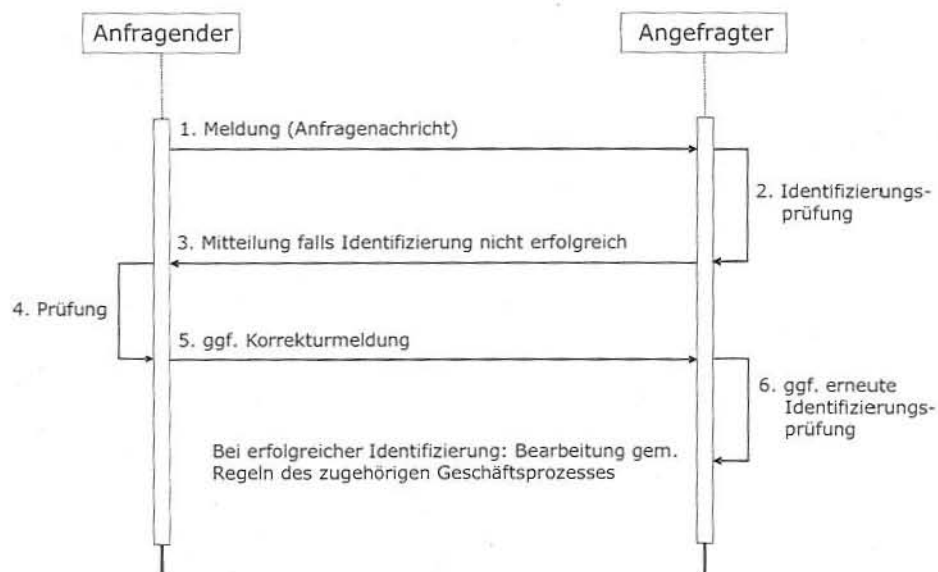 Anfragender
Angefragter
1. Meldung (Anfragenachricht)
2. Identifizierungs-
prüfung
3. Mitteilung falls Identifizierung nicht erfolgreich
4. Prüfung
5. ggf. Korrekturmeldung
6. ggf. erneute
Identifizierungs-
prüfung
Bei erfolgreicher Identifizierung: Bearbeitung gem.
Regeln des zugehörigen Geschäftsprozesses